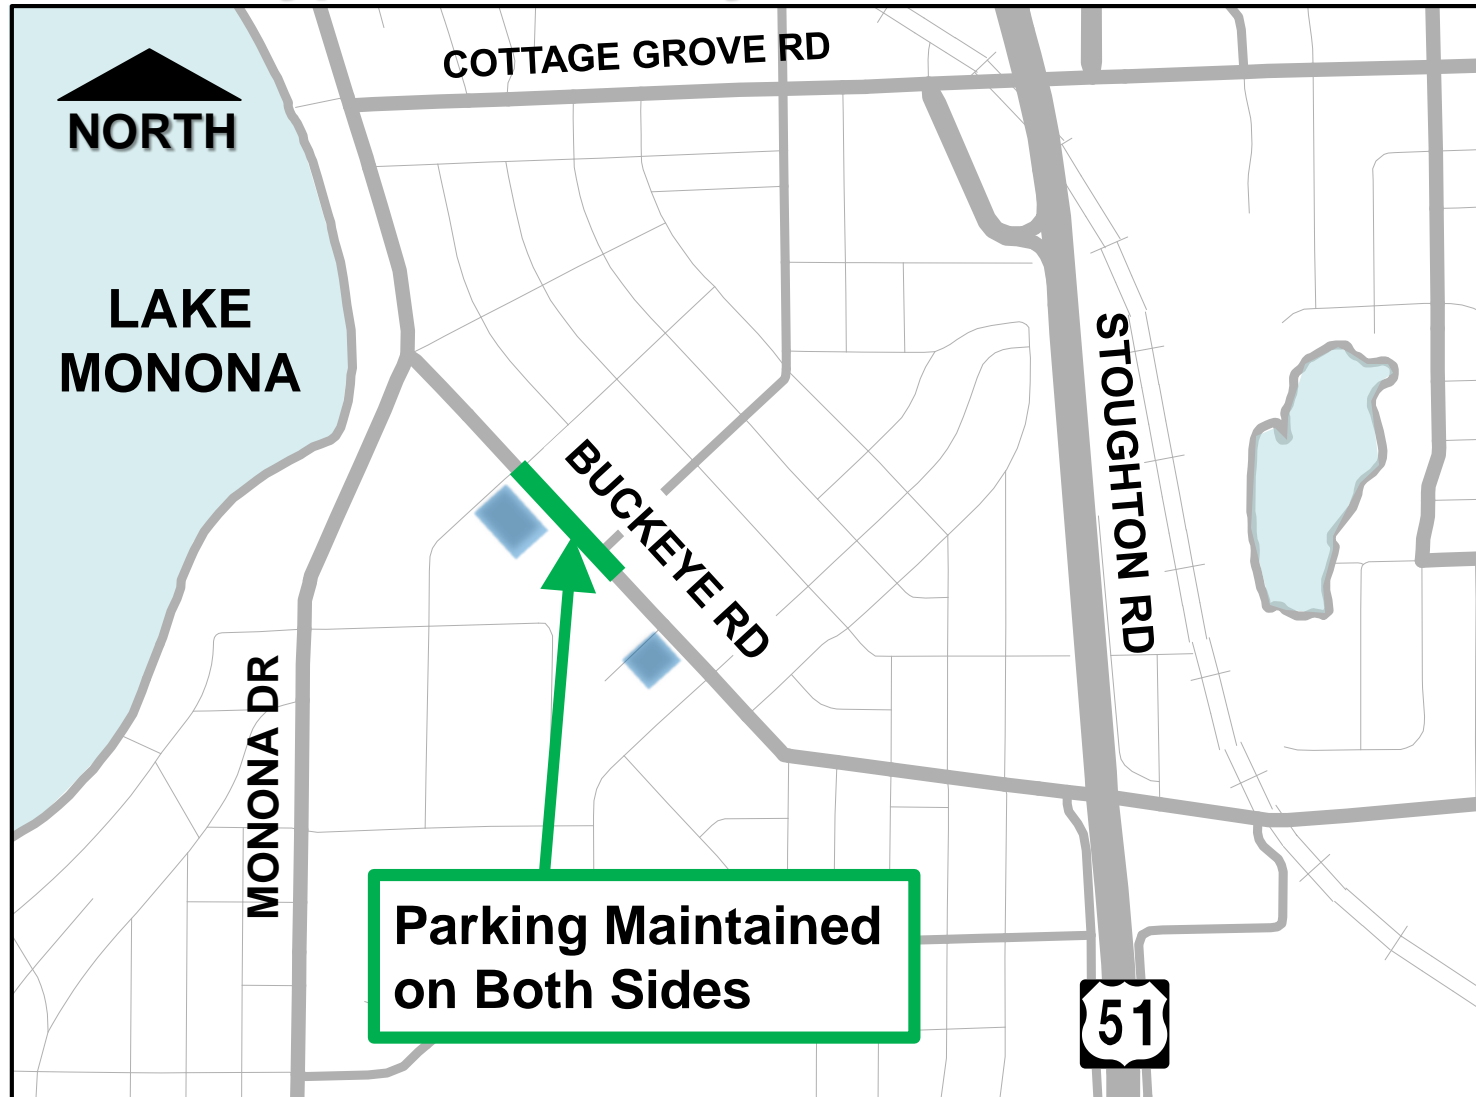 COTTAGE GROVE RD
NORTH
LAKE
MONONA
STOUGHTON RD
BUCKEYE RD
MONONA DR
Parking Maintained
on Both Sides
51